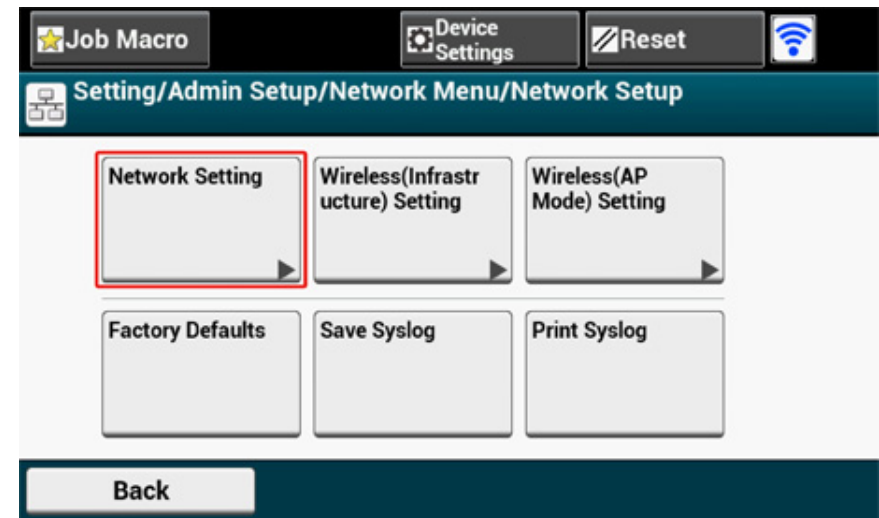 Job Macro
Device
Settings
Reset
Setting/Admin Setup/Network Menu/Network Setup
Network Setting
Wireless(Infrastr
ucture) Setting
Wireless(AP
Mode) Setting
Factory Defaults
Save Syslog
Print Syslog
Back